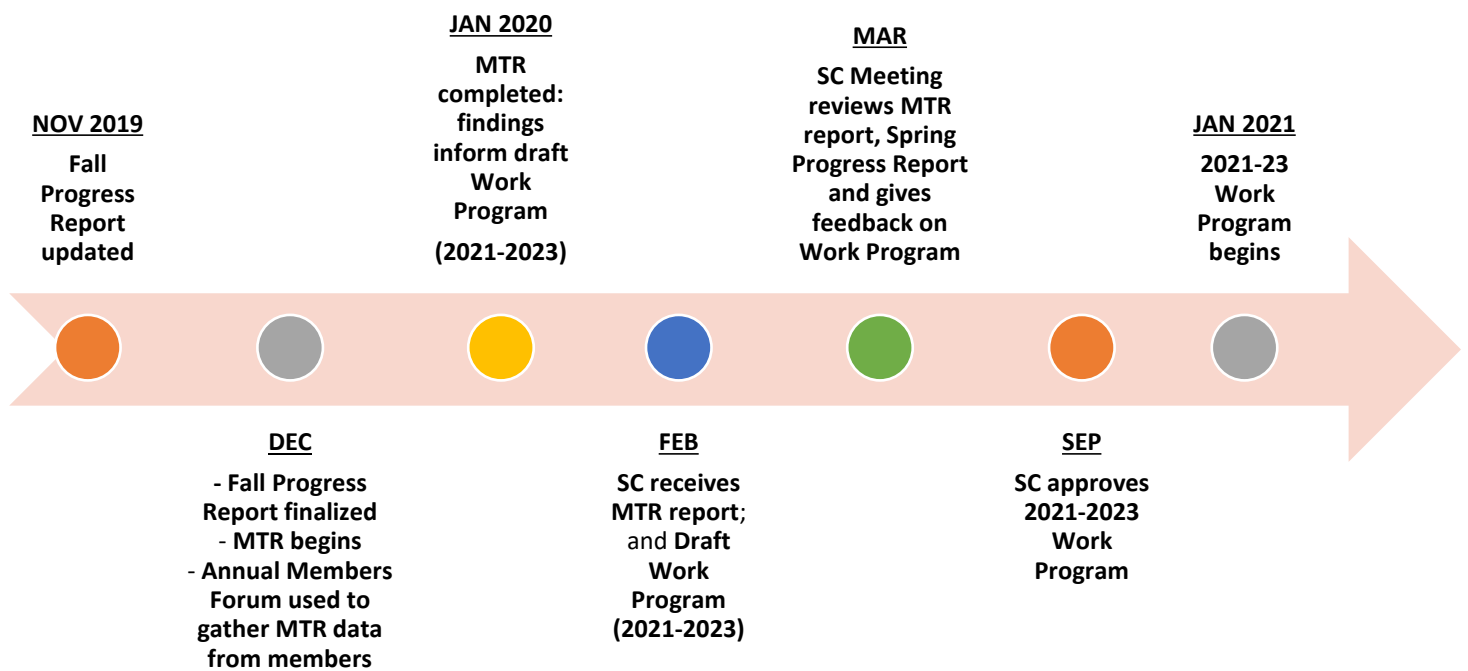 NOV 2019
Fall
Progress
Report
updated
DEC
- Fall Progress
Report finalized
- MTR begins
- Annual Members
Forum used to
gather MTR data
from members
JAN 2020
MTR
completed:
findings
inform draft
Work
Program
(2021-2023)
FEB
SC receives
MTR report;
and Draft
Work
Program
(2021-2023)
MAR
SC Meeting
reviews MTR
report, Spring
Progress Report
and gives
feedback on
Work Program
SEP
SC approves
2021-2023
Work
Program
JAN 2021
2021-23
Work
Program
begins